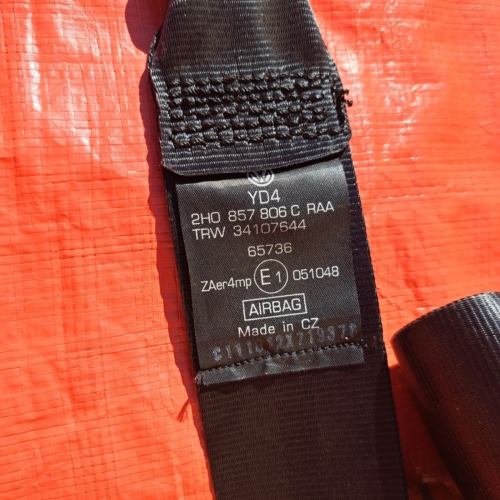 YD4
2H0 857 806 C RAA
TRW 34107644
65736
ZAer4mp E1 051048
AIRBAG
Made in CZ